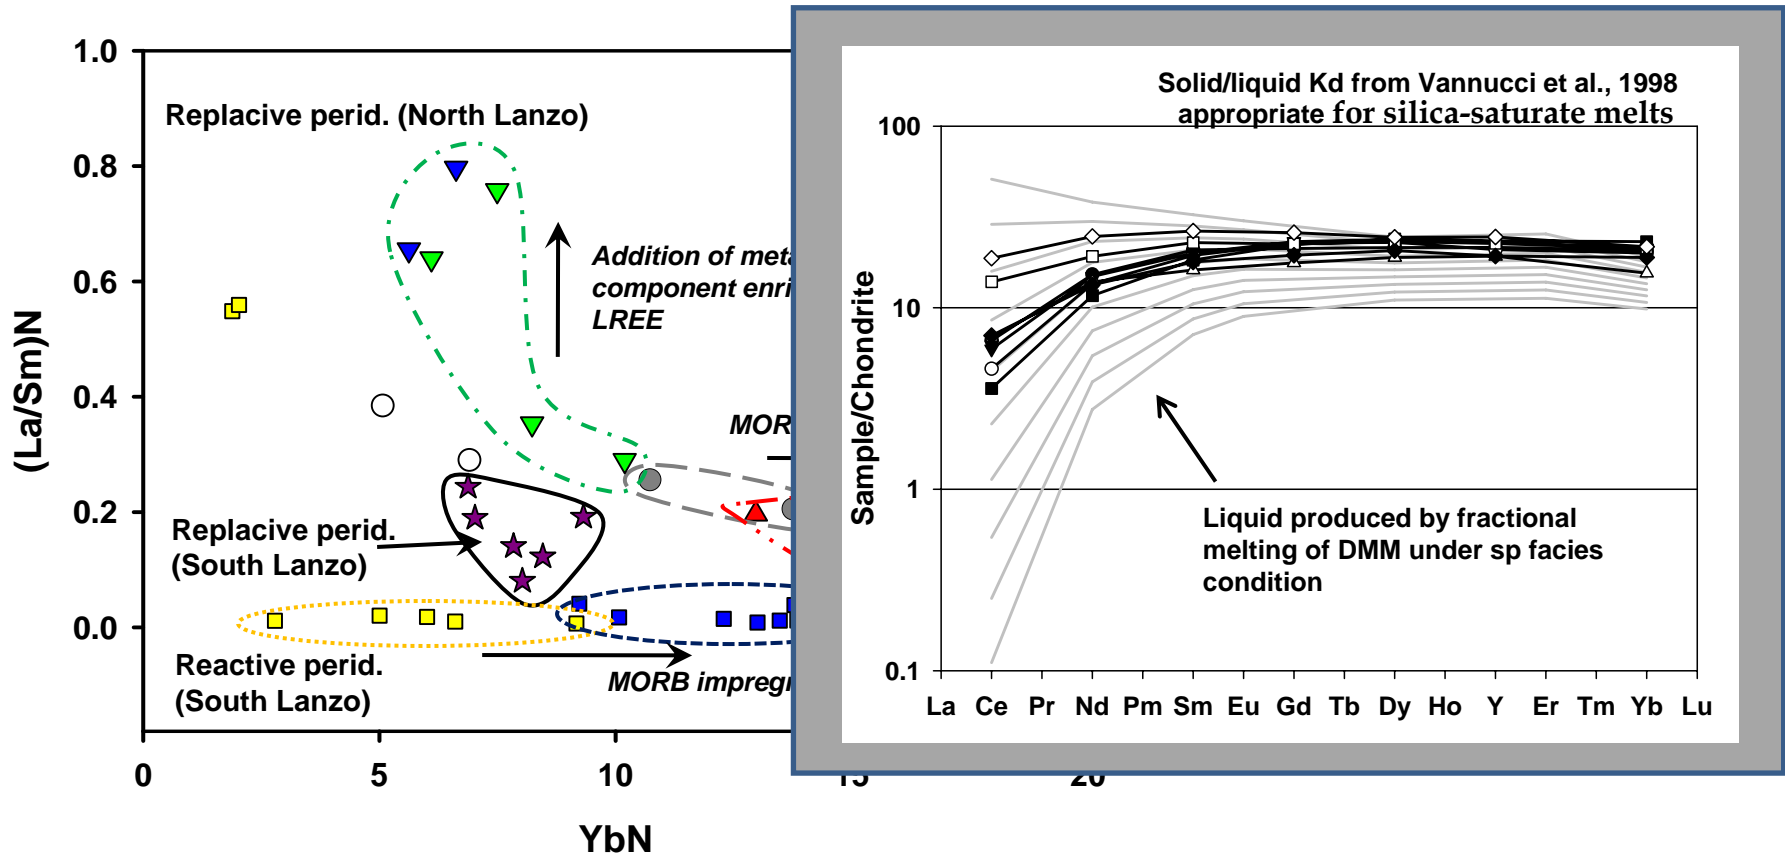 1.0
0.8
0.6
0.4
0.2
0.0
(La/Sm)N
Replacive perid. (North Lanzo)
Addition of meta
component enri
LREE
MOR
Replacive perid.
(South Lanzo)
Reactive perid.
(South Lanzo)
MORB impregn
0
5
10
15
20
YbN
Solid/liquid Kd from Vannucci et al., 1998
appropriate for silica-saturate melts
100
10
1
0.1
Sample/Chondrite
Liquid produced by fractional
melting of DMM under sp facies
condition
La Ce Pr Nd Pm Sm Eu Gd Tb Dy Ho Y Er Tm Yb Lu